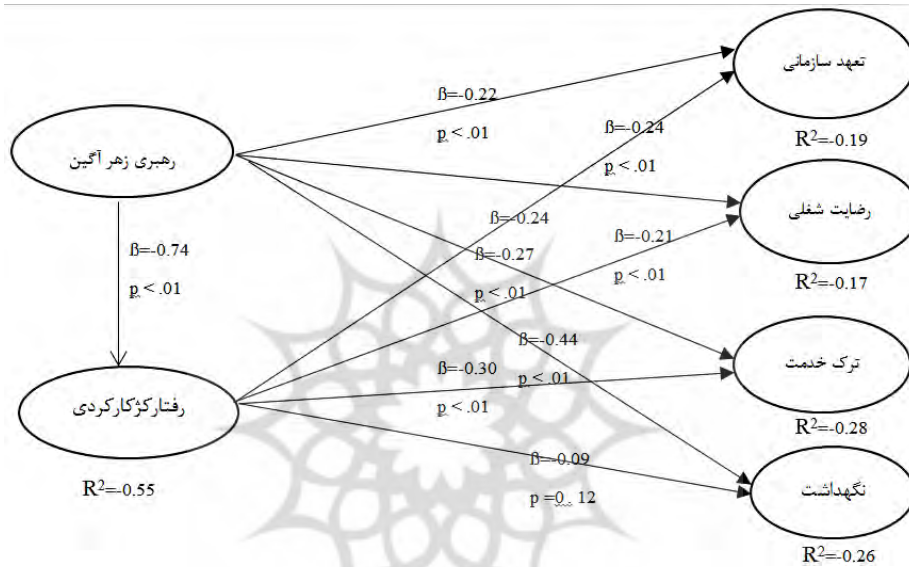 تعهد سازمانی
ß=-0.22
p < .01
ß=-0.24
p < .01
R²=-0.19
رهبری زهر آگین
رضایت شغلی
ß=-0.24
ß=-0.21
ß=-0.74
ß=-0.27
p < .01
p < .01
p < .01
R²=-0.17
ß=-0.44
ترک خدمت
ß=-0.30
p < .01
رفتارکژکارکردی
p < .01
R²=-0.28
ß=-0.09
نگهداشت
R²=-0.55
p =0. 12
R²=-0.26